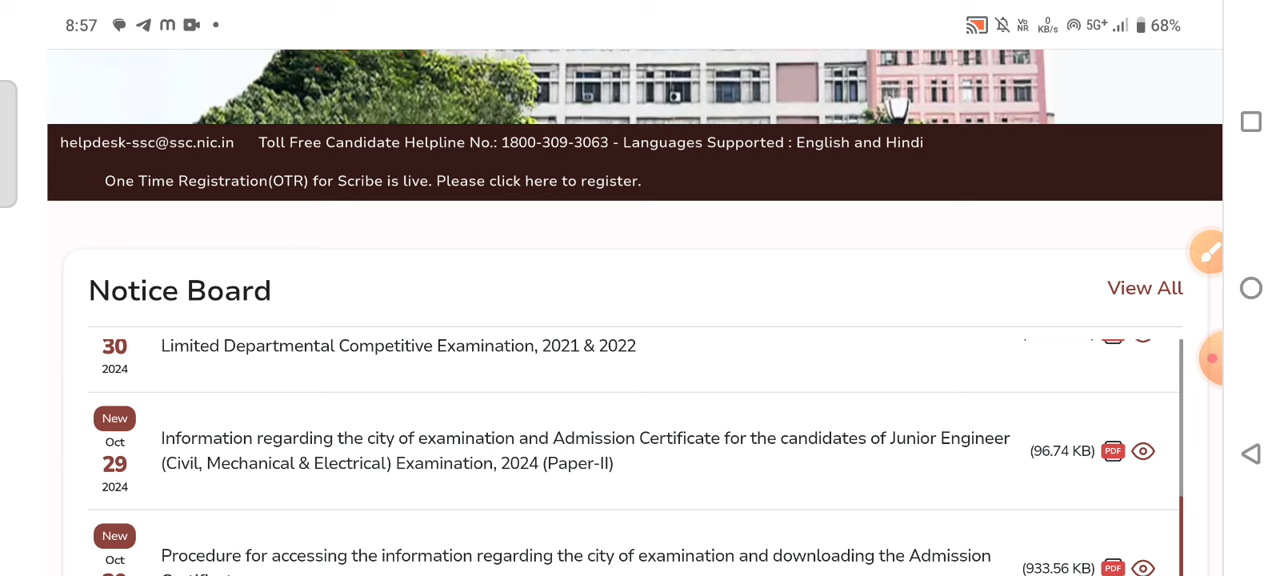 8:57
Vo
NR
0
KB/s
5G+
68%
helpdesk-ssc@ssc.nic.in Toll Free Candidate Helpline No.: 1800-309-3063 - Languages Supported : English and Hindi
One Time Registration(OTR) for Scribe is live. Please click here to register.
Notice Board
View All
30
2024
Limited Departmental Competitive Examination, 2021 & 2022
New
Oct
29
2024
Information regarding the city of examination and Admission Certificate for the candidates of Junior Engineer
(Civil, Mechanical & Electrical) Examination, 2024 (Paper-II)
(96.74 KB)
PDF
New
Oct
Procedure for accessing the information regarding the city of examination and downloading the Admission
(933.56 KB)
PDF